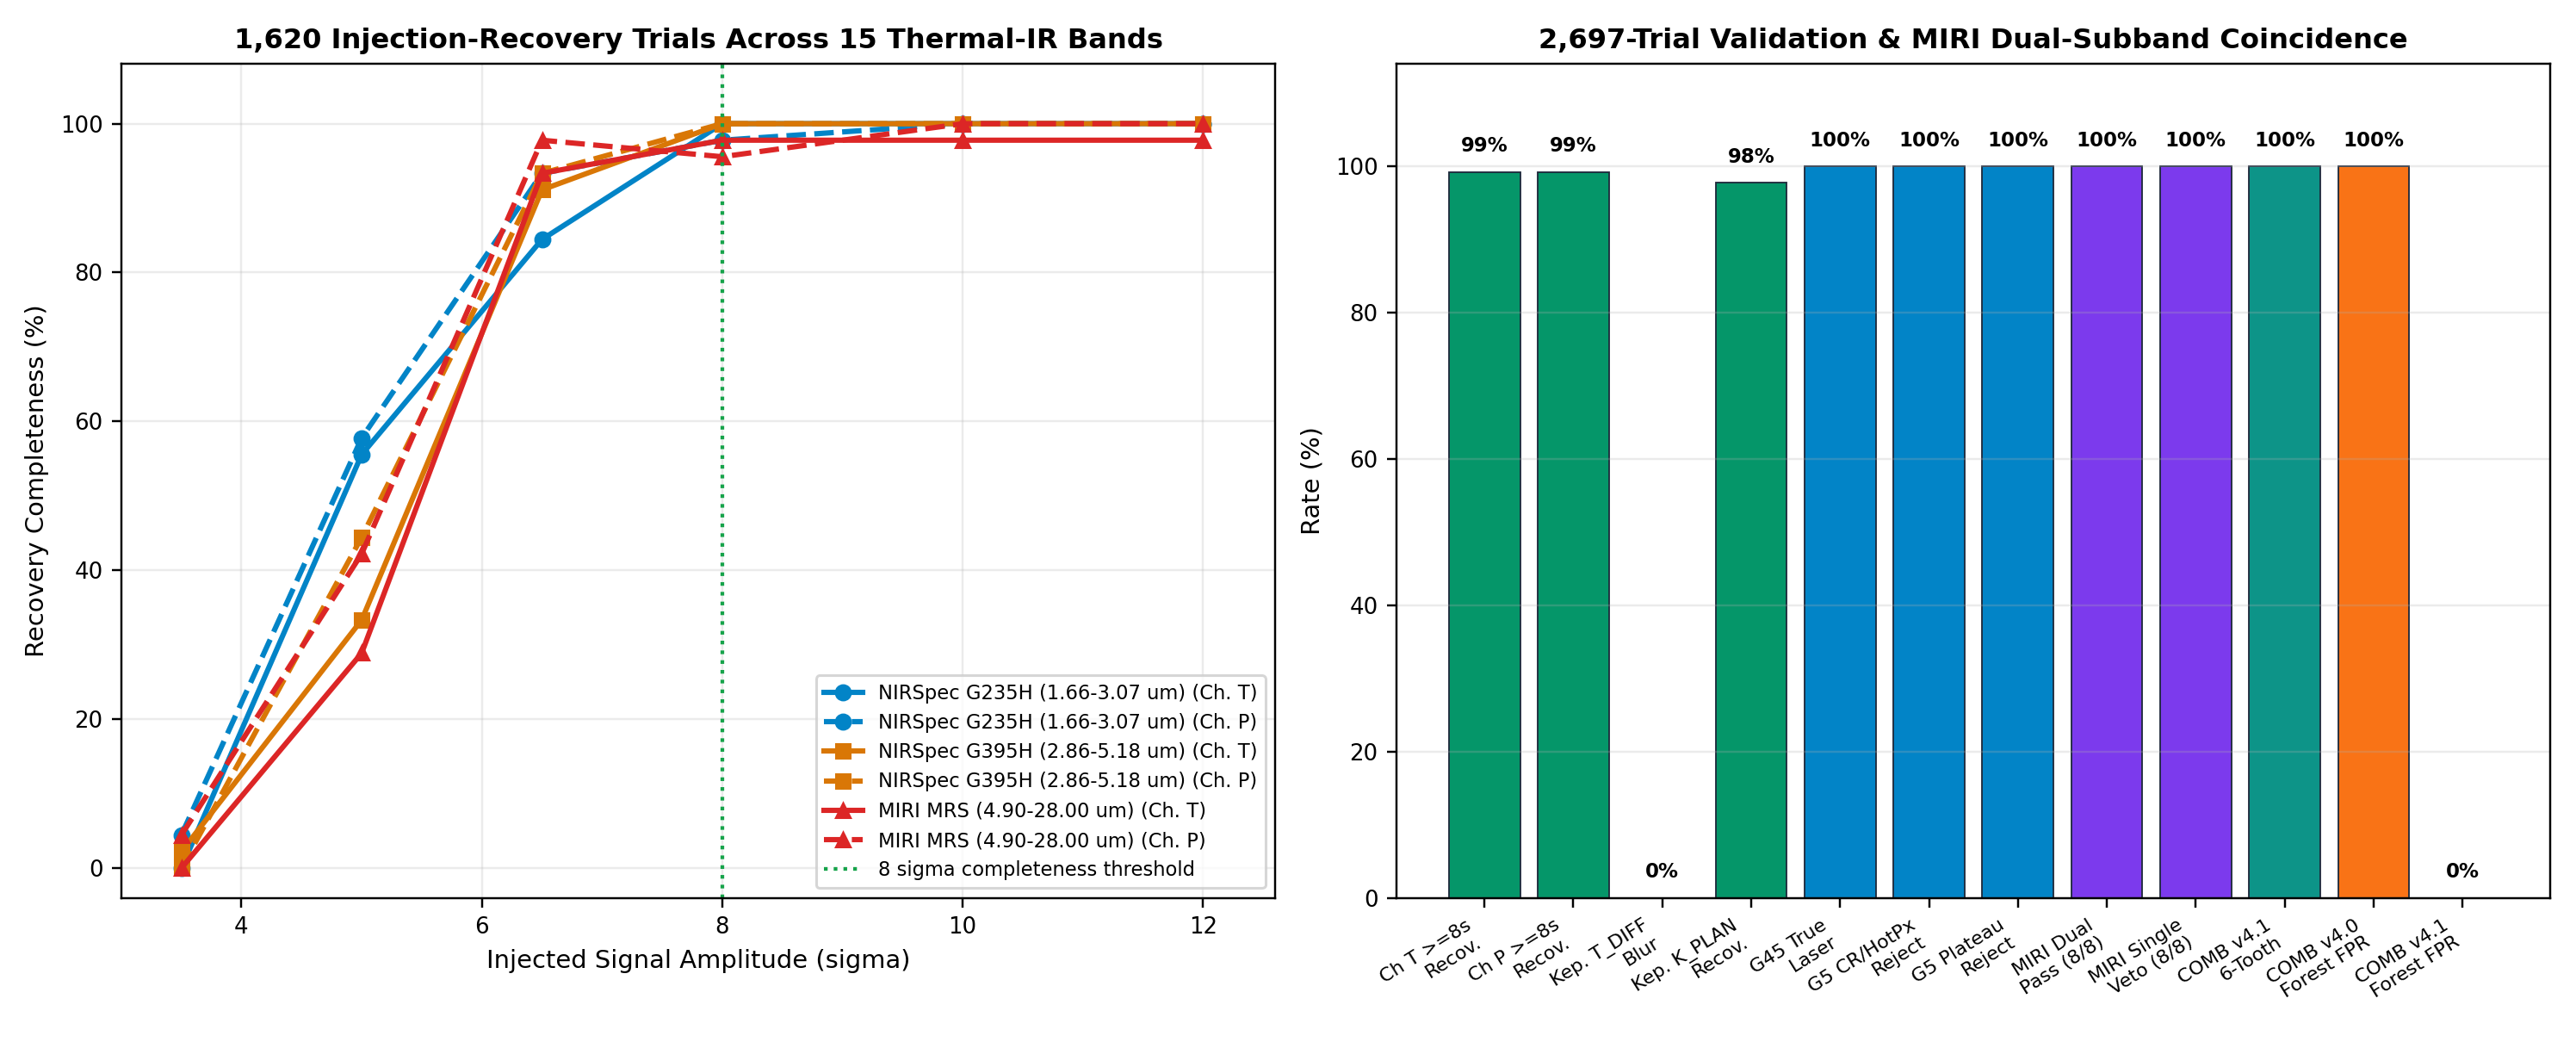 1,620 Injection-Recovery Trials Across 15 Thermal-IR Bands
Recovery Completeness (%)
100
80
60
40
20
0
4
6
8
10
12
Injected Signal Amplitude (sigma)
NIRSpec G235H (1.66-3.07 um) (Ch. T)
NIRSpec G235H (1.66-3.07 um) (Ch. P)
NIRSpec G395H (2.86-5.18 um) (Ch. T)
NIRSpec G395H (2.86-5.18 um) (Ch. P)
MIRI MRS (4.90-28.00 um) (Ch. T)
MIRI MRS (4.90-28.00 um) (Ch. P)
8 sigma completeness threshold
2,697-Trial Validation & MIRI Dual-Subband Coincidence
Rate (%)
100
80
60
40
20
0
99%
99%
0%
98%
100%
100%
100%
100%
100%
100%
100%
0%
Ch T >=8s
Recov.
Ch P >=8s
Recov.
Kep. T_DIFF
Blur
Kep. K_PLAN
Recov.
G45 True
Laser
G5 CR/HotPx
Reject
G5 Plateau
Reject
MIRI Dual
Pass (8/8)
MIRI Single
Veto (8/8)
COMB v4.1
6-Tooth
COMB v4.0
Forest FPR
COMB v4.1
Forest FPR